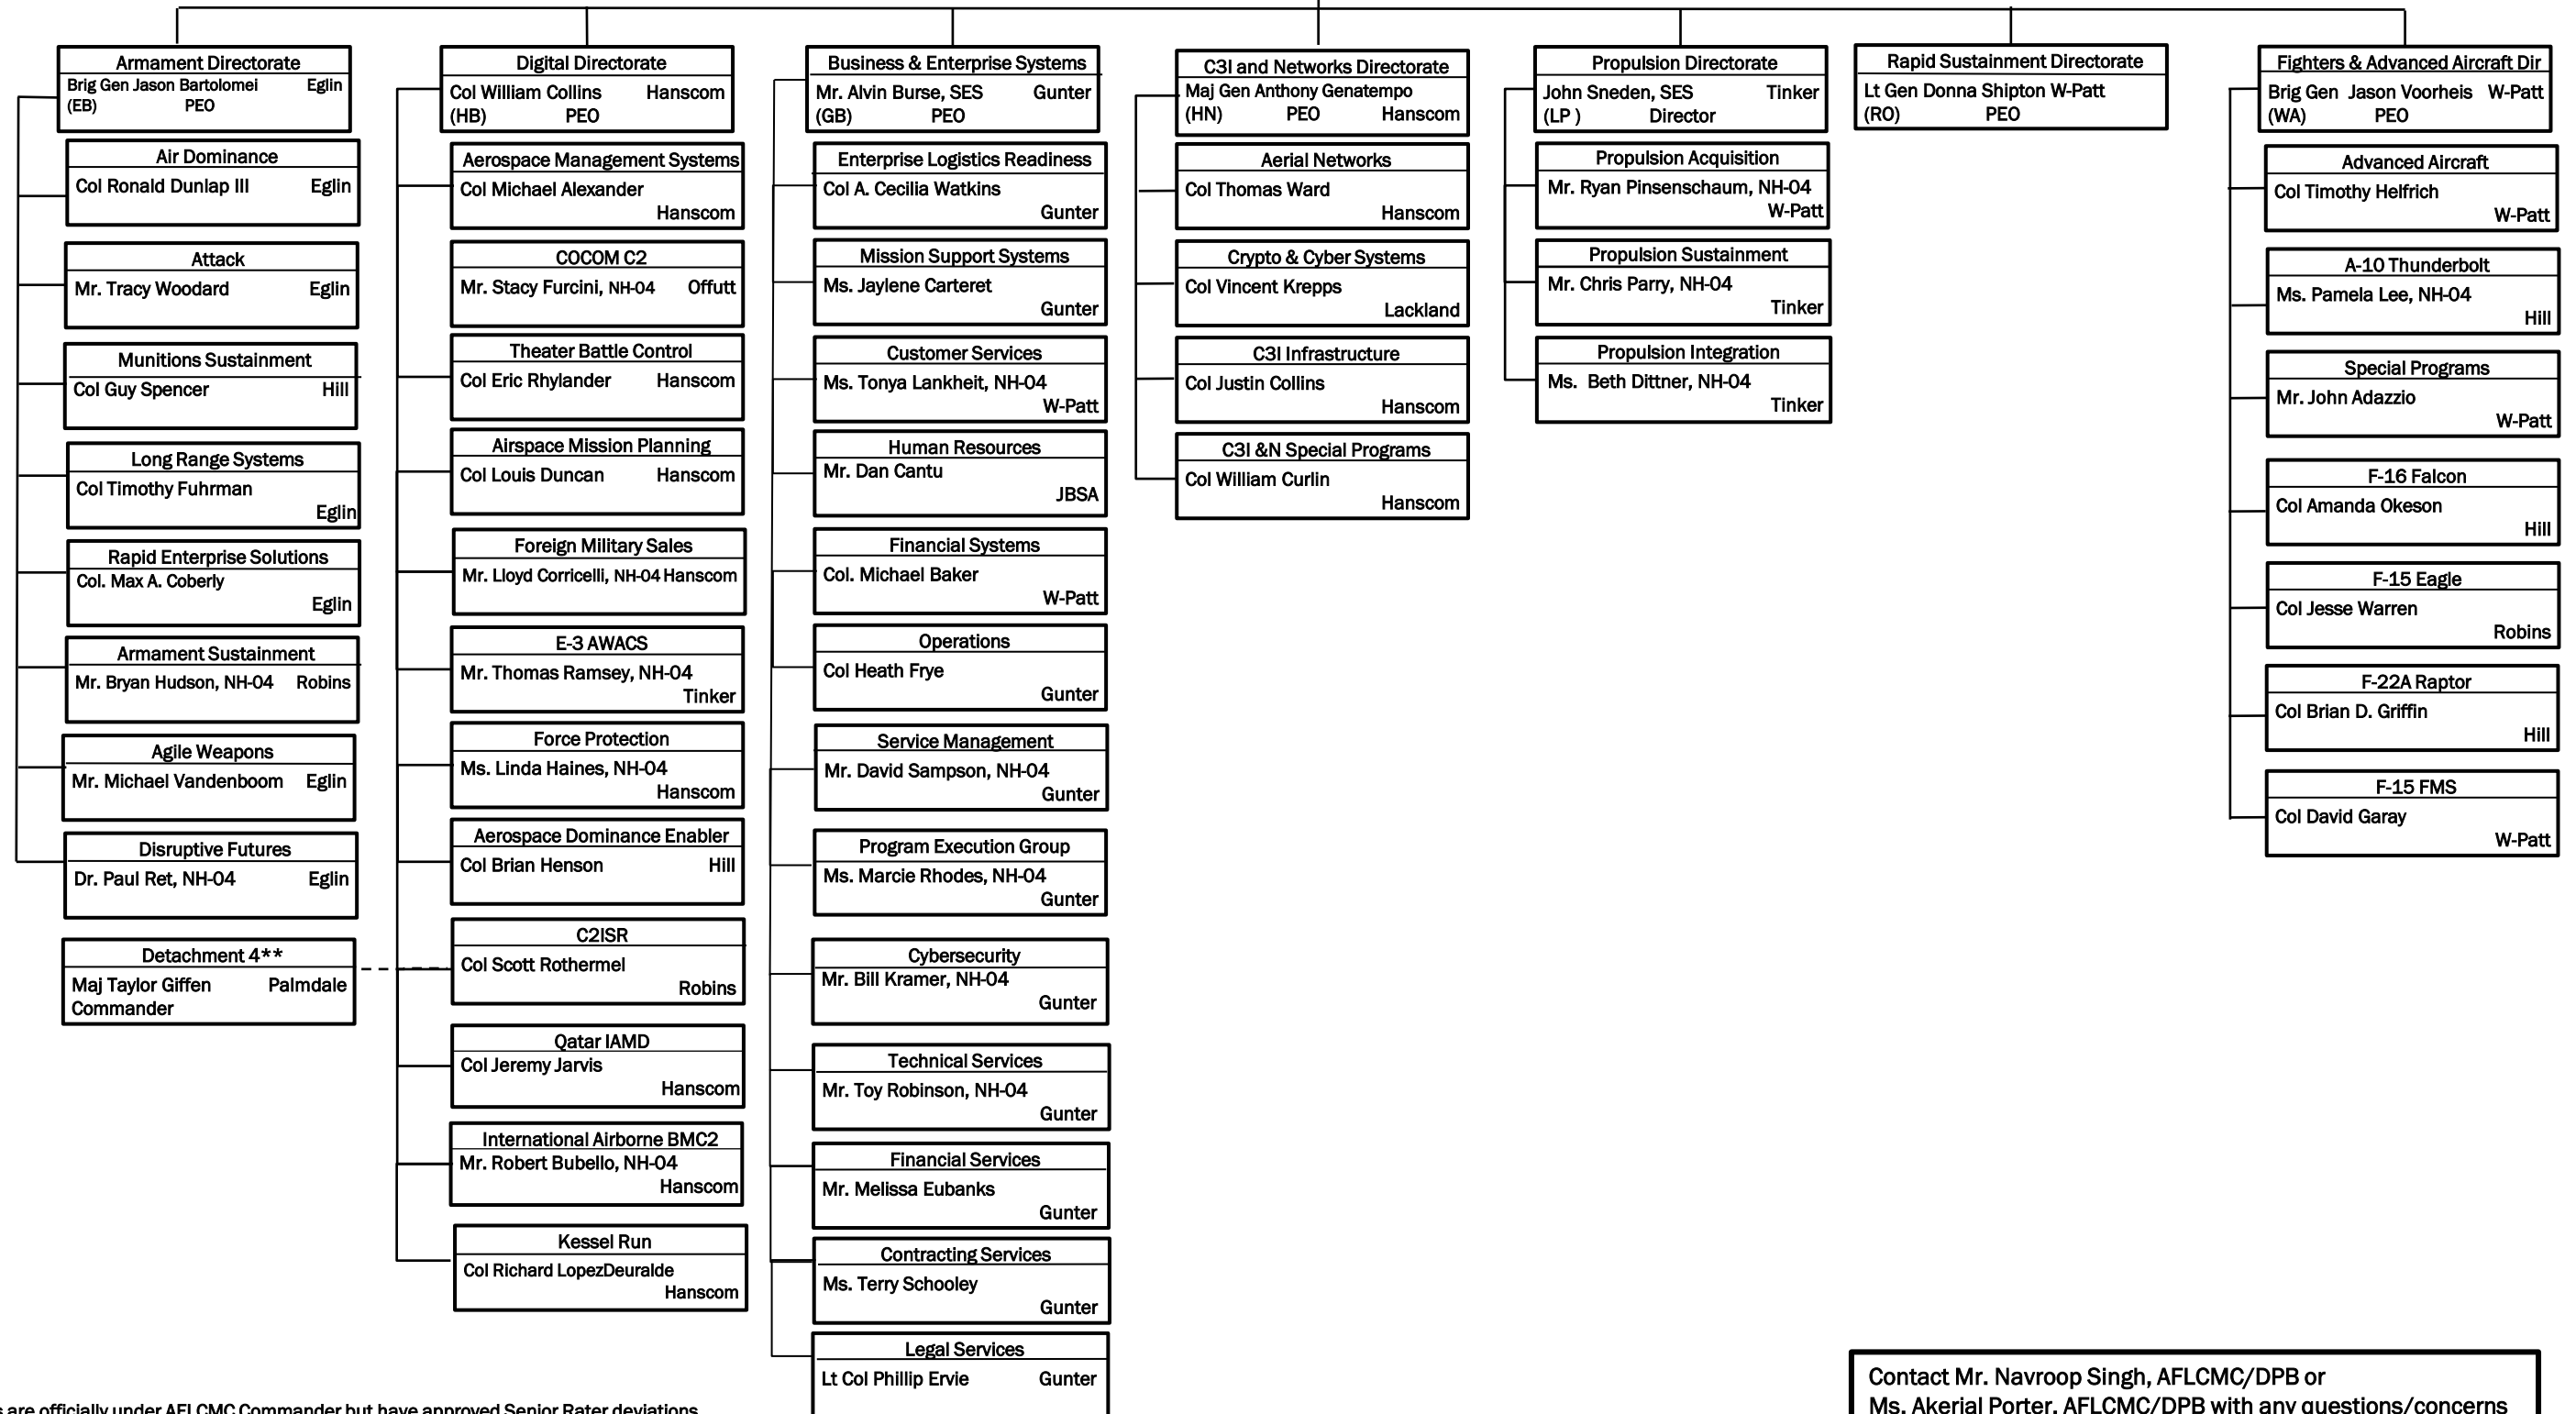 Armament Directorate
Brig Gen Jason Bartolomei Eglin
(EB) PEO
Air Dominance
Col Ronald Dunlap III Eglin
Attack
Mr. Tracy Woodard Eglin
Munitions Sustainment
Col Guy Spencer Hill
Long Range Systems
Col Timothy Fuhrman
Eglin
Rapid Enterprise Solutions
Col. Max A. Coberly
Eglin
Armament Sustainment
Mr. Bryan Hudson, NH-04 Robins
Agile Weapons
Mr. Michael Vandenboom Eglin
Disruptive Futures
Dr. Paul Ret, NH-04 Eglin
Detachment 4**
Maj Taylor Giffen Palmdale
Commander
Digital Directorate
Col William Collins Hanscom
(HB) PEO
Aerospace Management Systems
Col Michael Alexander
Hanscom
COCOM C2
Mr. Stacy Furcini, NH-04 Offutt
Theater Battle Control
Col Eric Rhylander Hanscom
Airspace Mission Planning
Col Louis Duncan Hanscom
Foreign Military Sales
Mr. Lloyd Corricelli, NH-04 Hanscom
E-3 AWACS
Mr. Thomas Ramsey, NH-04
Tinker
Force Protection
Ms. Linda Haines, NH-04
Hanscom
Aerospace Dominance Enabler
Col Brian Henson Hill
C2ISR
Col Scott Rothermel
Robins
Qatar IAMD
Col Jeremy Jarvis
Hanscom
International Airborne BMC2
Mr. Robert Bubello, NH-04
Hanscom
Kessel Run
Col Richard LopezDeuralde
Hanscom
Business & Enterprise Systems
Mr. Alvin Burse, SES Gunter
(GB) PEO
Enterprise Logistics Readiness
Col A. Cecilia Watkins
Gunter
Mission Support Systems
Ms. Jaylene Carteret
Gunter
Customer Services
Ms. Tonya Lankheit, NH-04
W-Patt
Human Resources
Mr. Dan Cantu
JBSA
Financial Systems
Col. Michael Baker
W-Patt
Operations
Col Heath Frye
Gunter
Service Management
Mr. David Sampson, NH-04
Gunter
Program Execution Group
Ms. Marcie Rhodes, NH-04
Gunter
Cybersecurity
Mr. Bill Kramer, NH-04
Gunter
Technical Services
Mr. Toy Robinson, NH-04
Gunter
Financial Services
Mr. Melissa Eubanks
Gunter
Contracting Services
Ms. Terry Schooley
Gunter
Legal Services
Lt Col Phillip Ervie Gunter
C3I and Networks Directorate
Maj Gen Anthony Genatempo
(HN) PEO Hanscom
Aerial Networks
Col Thomas Ward
Hanscom
Crypto & Cyber Systems
Col Vincent Krepps
Lackland
C3I Infrastructure
Col Justin Collins
Hanscom
C3I &N Special Programs
Col William Curlin
Hanscom
Propulsion Directorate
John Sneden, SES Tinker
(LP ) Director
Propulsion Acquisition
Mr. Ryan Pinsenschaum, NH-04
W-Patt
Propulsion Sustainment
Mr. Chris Parry, NH-04
Tinker
Propulsion Integration
Ms. Beth Dittner, NH-04
Tinker
Rapid Sustainment Directorate
Lt Gen Donna Shipton W-Patt
(RO) PEO
Fighters & Advanced Aircraft Dir
Brig Gen Jason Voorheis W-Patt
(WA) PEO
Advanced Aircraft
Col Timothy Helfrich
W-Patt
A-10 Thunderbolt
Ms. Pamela Lee, NH-04
Hill
Special Programs
Mr. John Adazzio
W-Patt
F-16 Falcon
Col Amanda Okeson
Hill
F-15 Eagle
Col Jesse Warren
Robins
F-22A Raptor
Col Brian D. Griffin
Hill
F-15 FMS
Col David Garay
W-Patt
are officially under AFLCMC Commander but have approved Senior Rater deviations
Contact Mr. Navroop Singh, AFLCMC/DPB or
Ms. Akerial Porter, AFLCMC/DPB with any questions/concerns